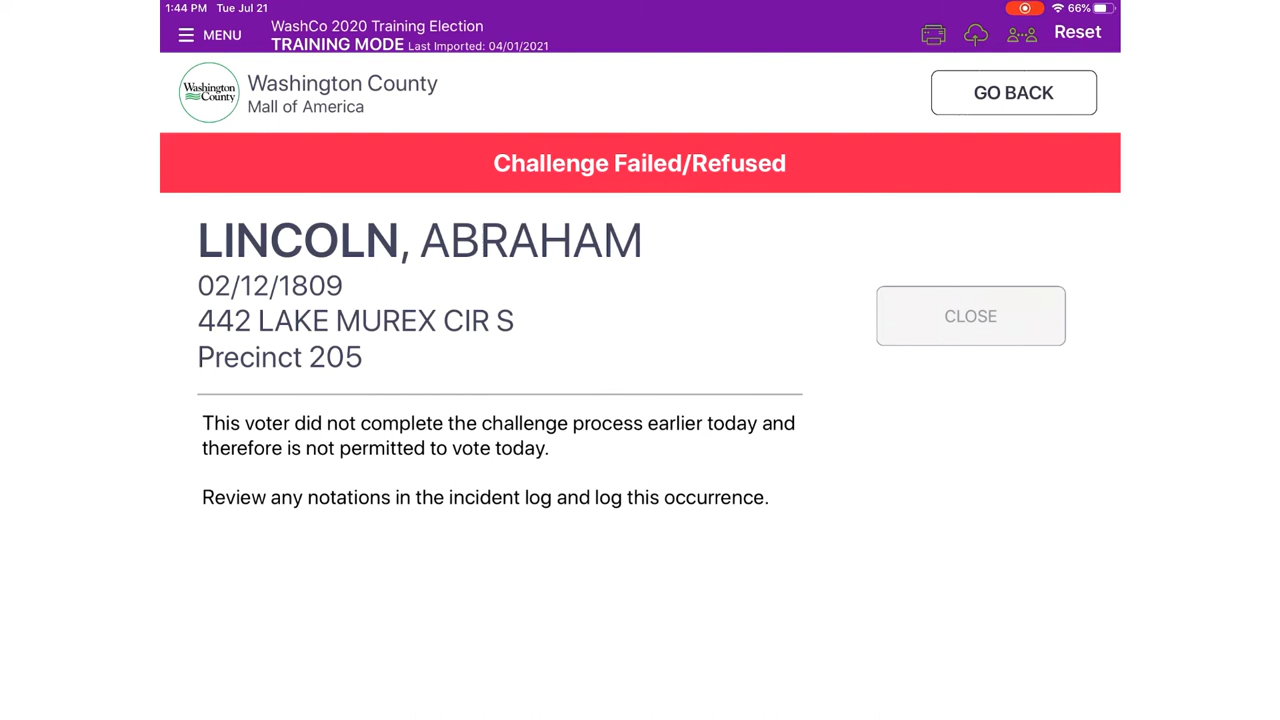 1:44 PM Tue Jul 21
66%
WashCo 2020 Training Election
MENU
TRAINING MODE Last Imported: 04/01/2021
Reset
Washington County
Washington County
Mall of America
GO BACK
Challenge Failed/Refused
LINCOLN, ABRAHAM
02/12/1809
442 LAKE MUREX CIR S
Precinct 205
CLOSE
This voter did not complete the challenge process earlier today and
therefore is not permitted to vote today.
Review any notations in the incident log and log this occurrence.